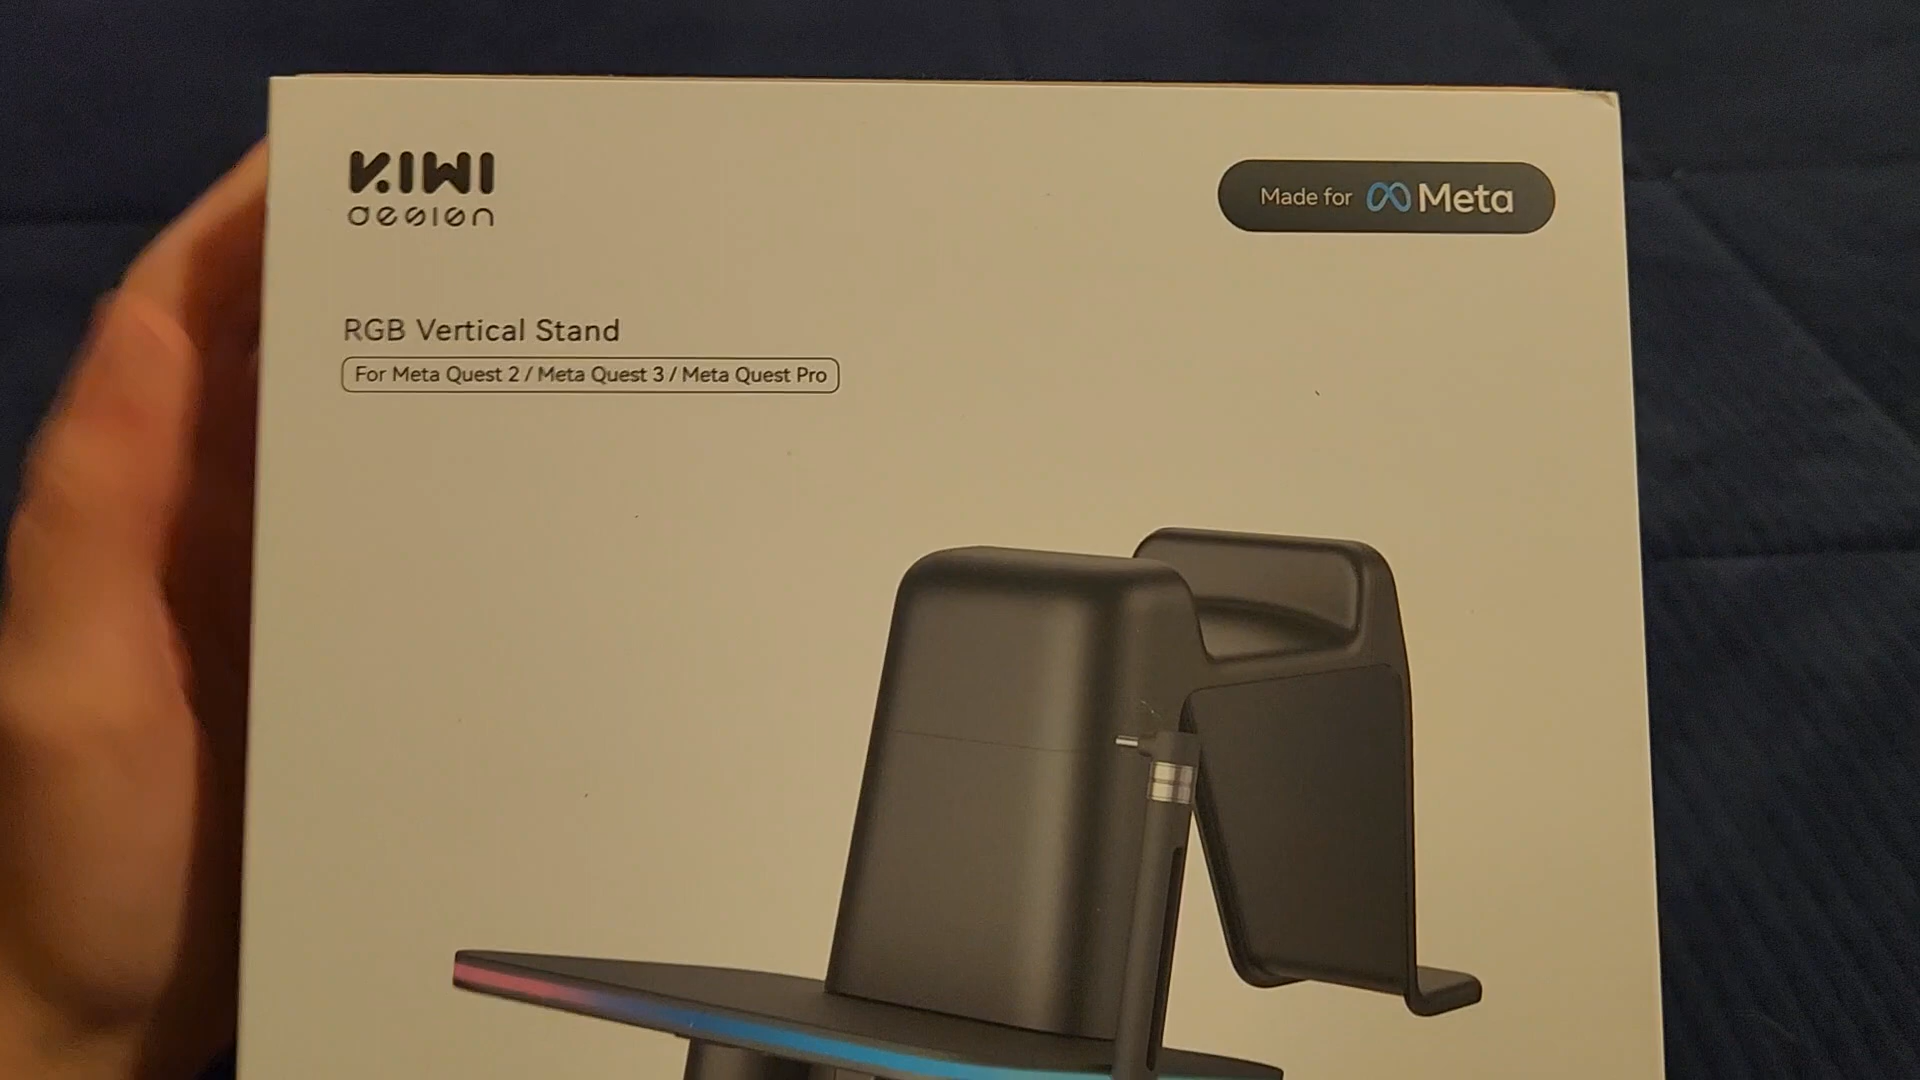 KIWI
design
Made for Meta
RGB Vertical Stand
For Meta Quest 2 / Meta Quest 3 / Meta Quest Pro